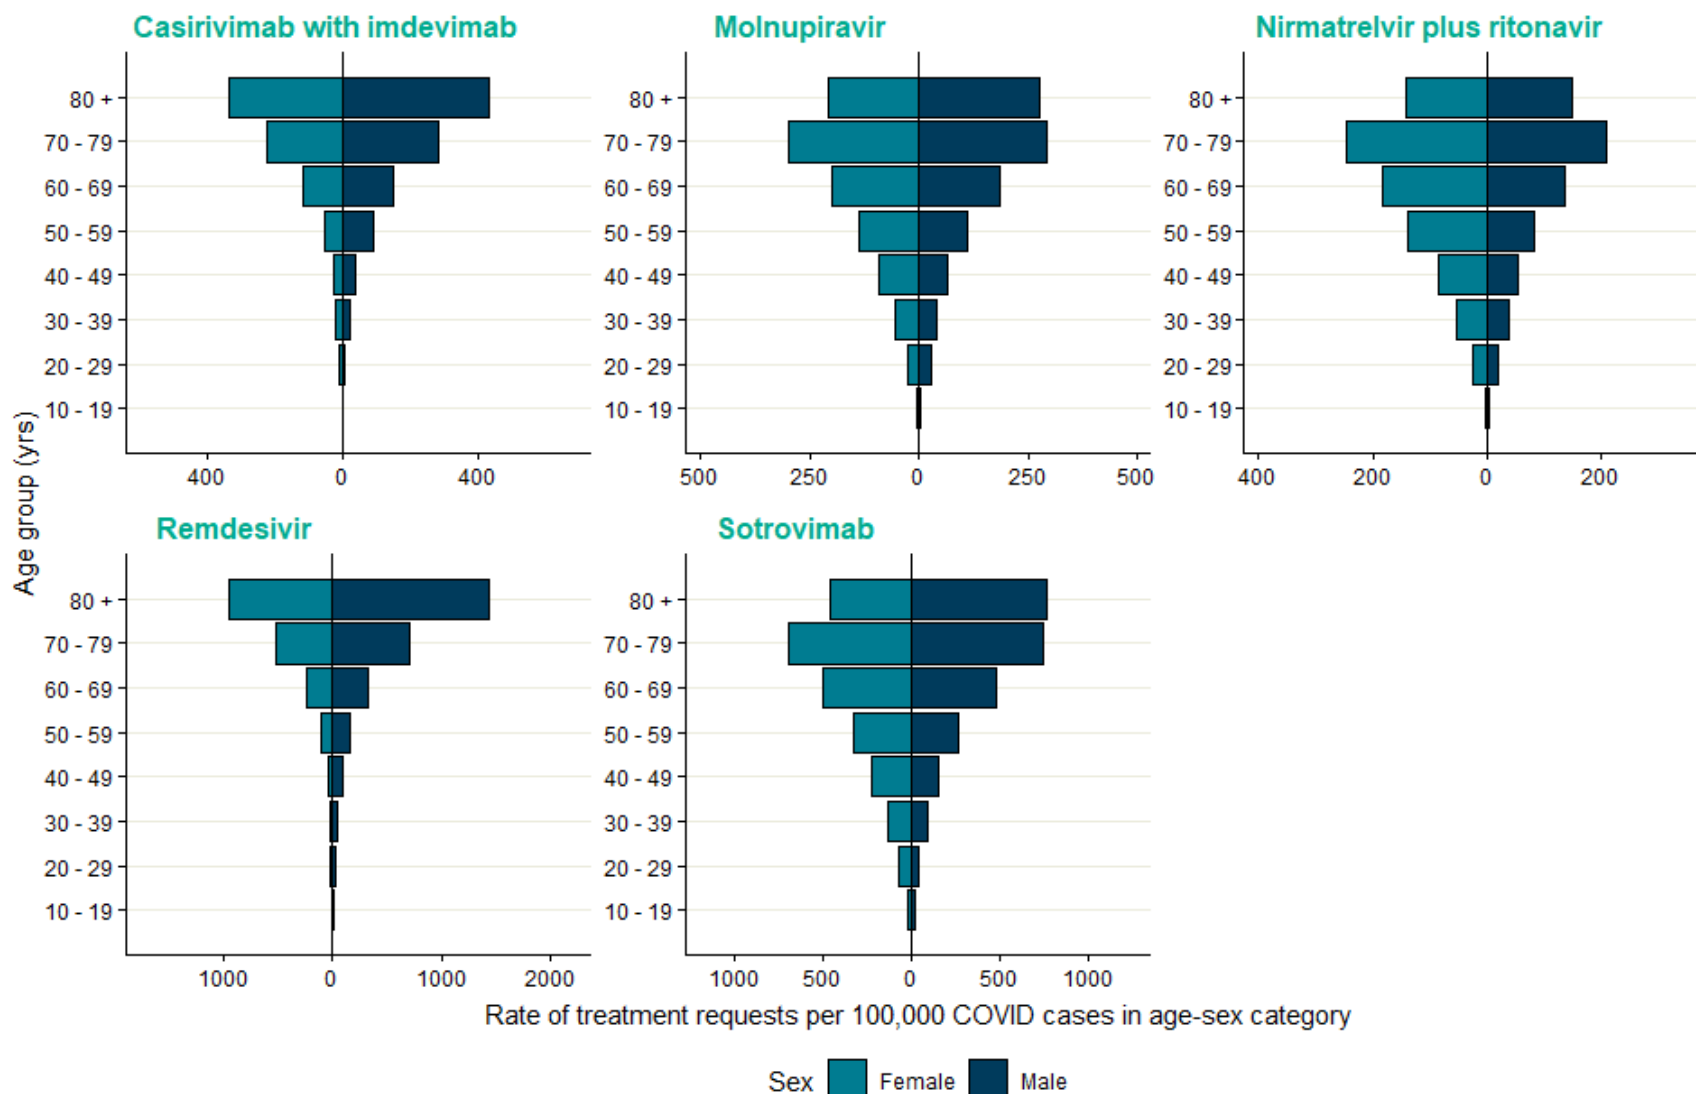 Casirivimab with imdevimab
80 +
70 - 79
60 - 69
50 - 59
40 - 49
30 - 39
20 - 29
10 - 19
400 0 400
Molnupiravir
80 +
70 - 79
60 - 69
50 - 59
40 - 49
30 - 39
20 - 29
10 - 19
500 250 0 250 500
Nirmatrelvir plus ritonavir
80 +
70 - 79
60 - 69
50 - 59
40 - 49
30 - 39
20 - 29
10 - 19
400 200 0 200
Age group (yrs)
Remdesivir
80 +
70 - 79
60 - 69
50 - 59
40 - 49
30 - 39
20 - 29
10 - 19
1000 0 1000 2000
Sotrovimab
80 +
70 - 79
60 - 69
50 - 59
40 - 49
30 - 39
20 - 29
10 - 19
1000 500 0 500 1000
Rate of treatment requests per 100,000 COVID cases in age-sex category
Sex Female Male